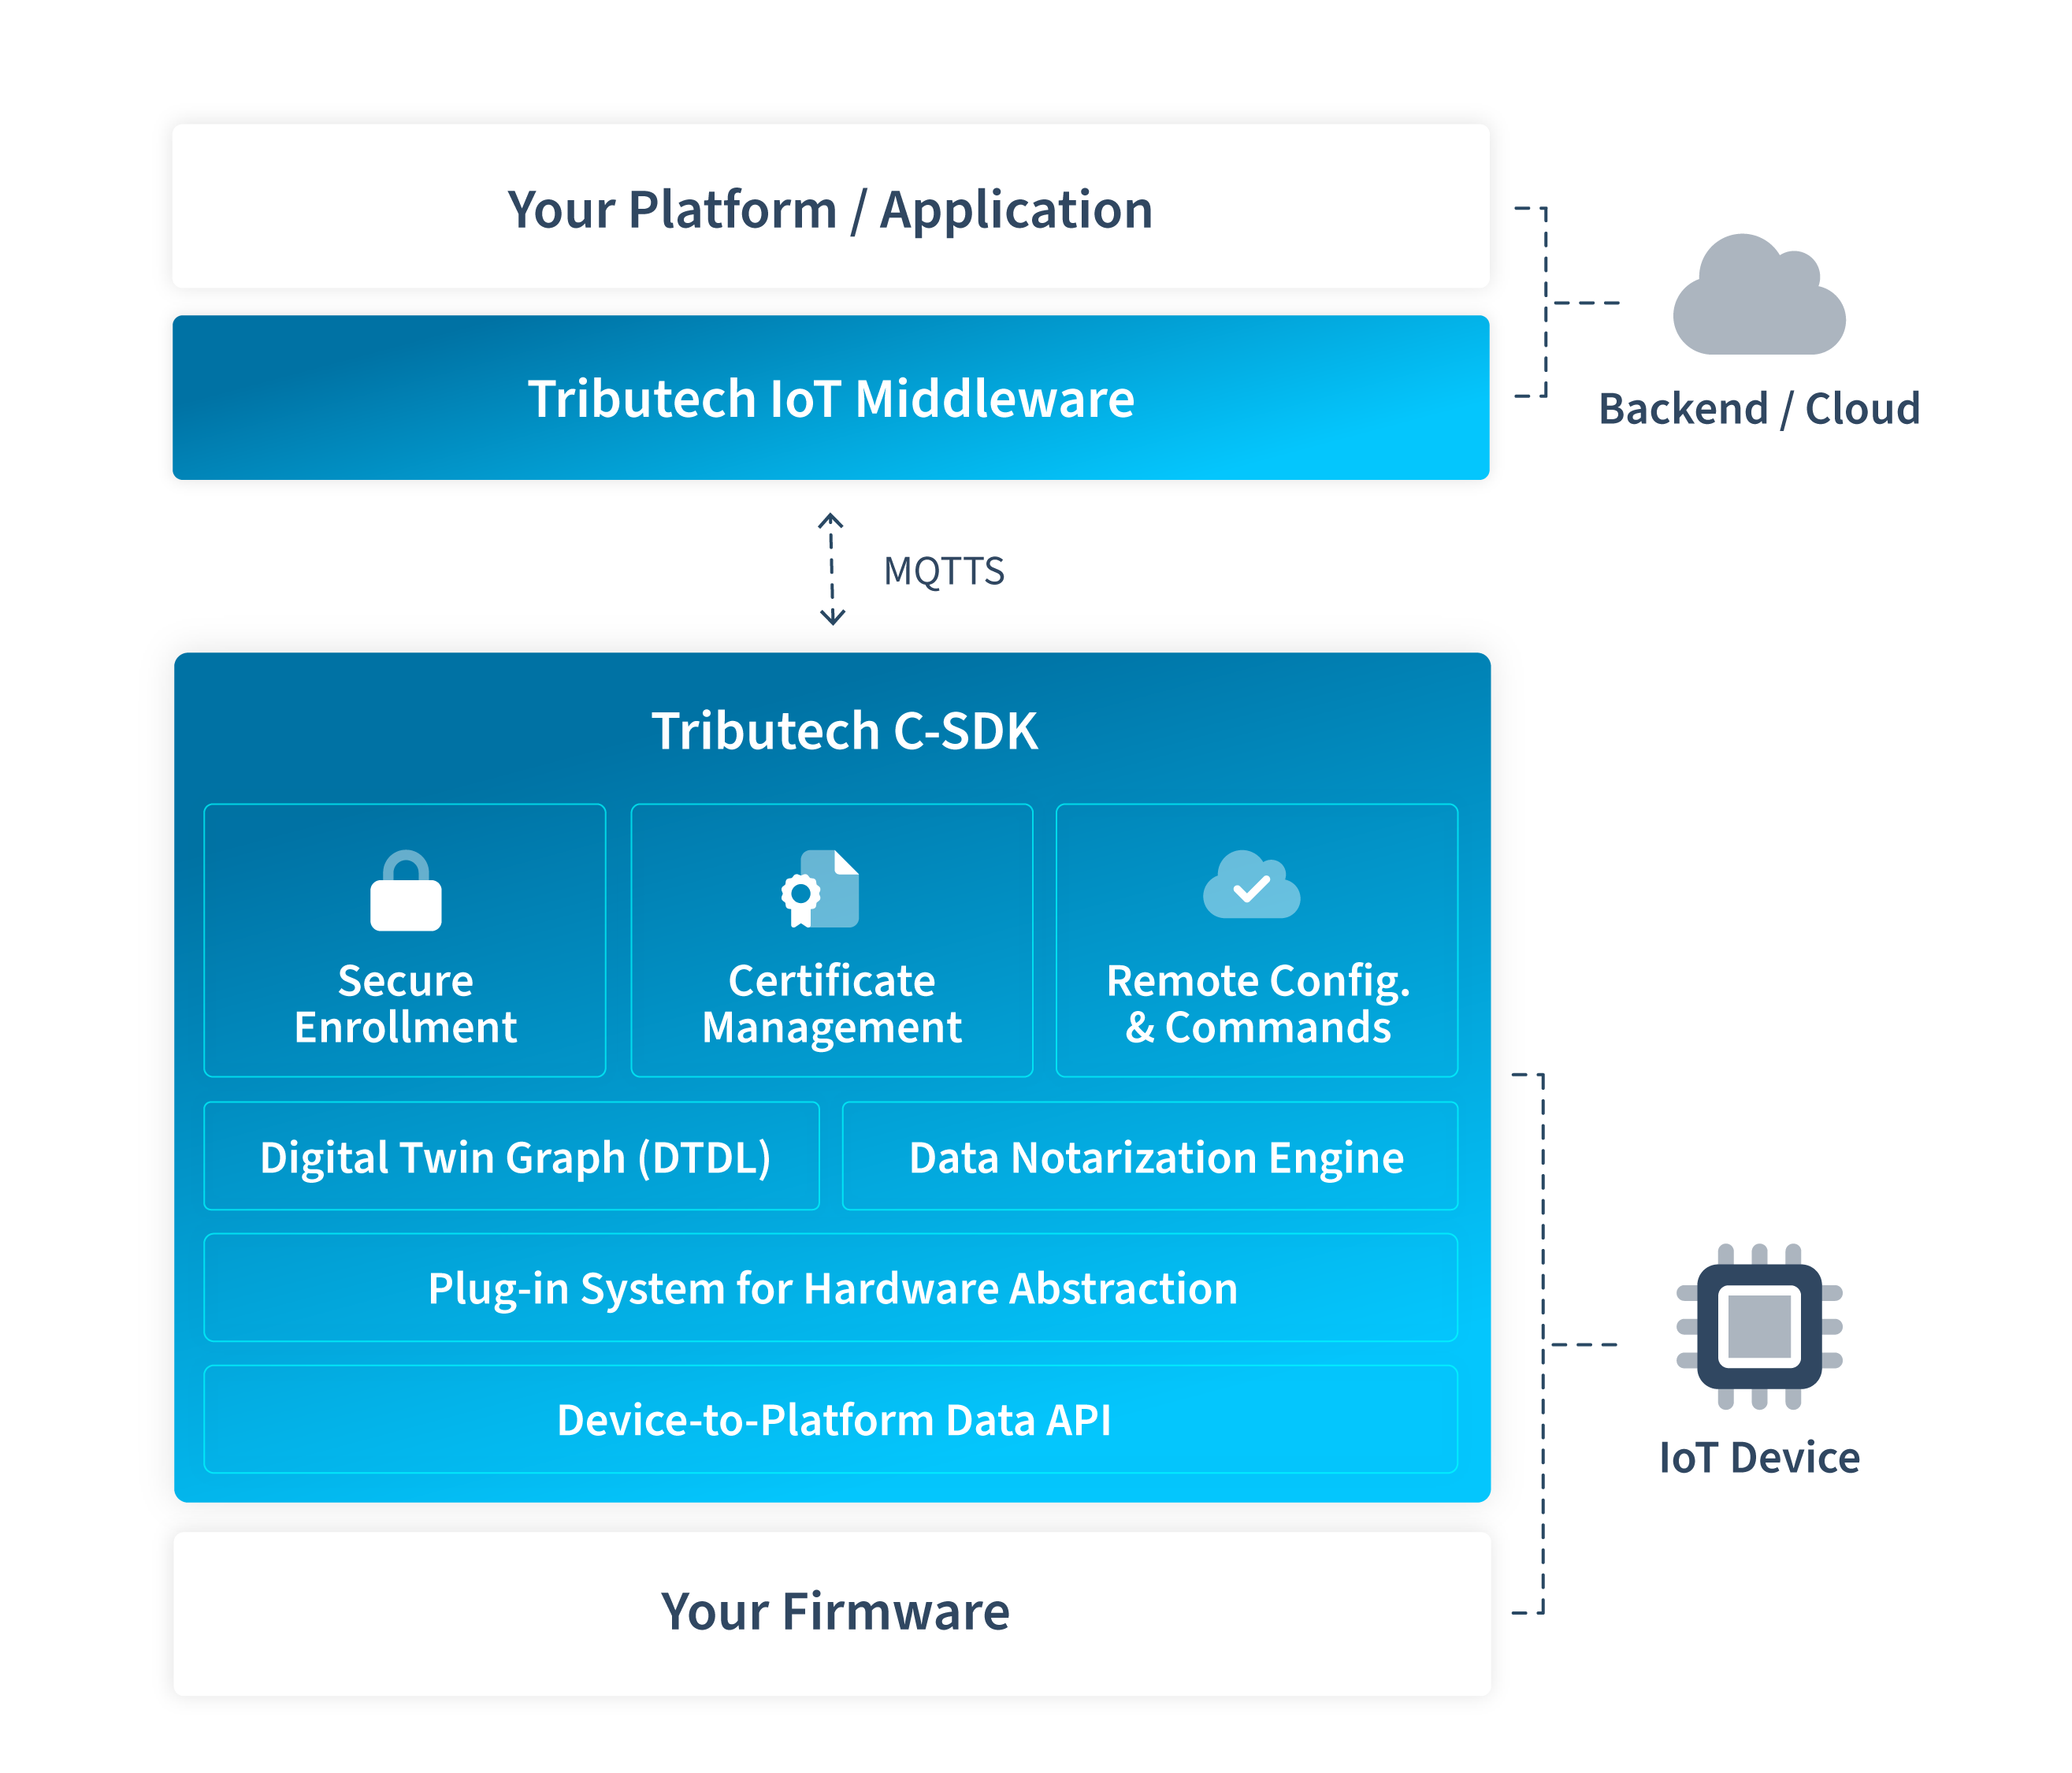 Your Platform / Application
Tributech IoT Middleware
Backend / Cloud
MQTTS
Tributech C-SDK
Secure
Enrollment
Certificate
Management
Remote Config.
& Commands
Digital Twin Graph (DTDL)
Data Notarization Engine
Plug-in System for Hardware Abstraction
Device-to-Platform Data API
IoT Device
Your Firmware